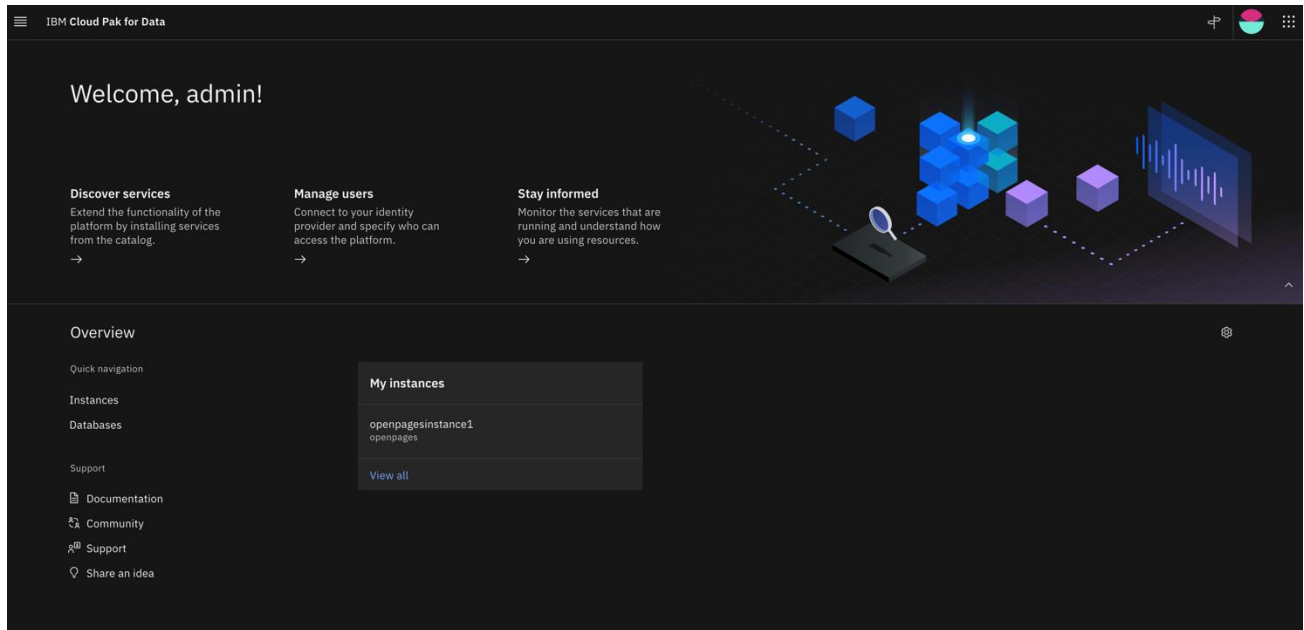 IBM Cloud Pak for Data
Welcome, admin!
Discover services
Extend the functionality of the
platform by installing services
from the catalog.
Manage users
Connect to your identity
provider and specify who can
access the platform.
Stay informed
Monitor the services that are
running and understand how
you are using resources.
Overview
Quick navigation
Instances
Databases
Support
Documentation
Community
Support
Share an idea
My instances
openpagesinstance1
openpages
View all